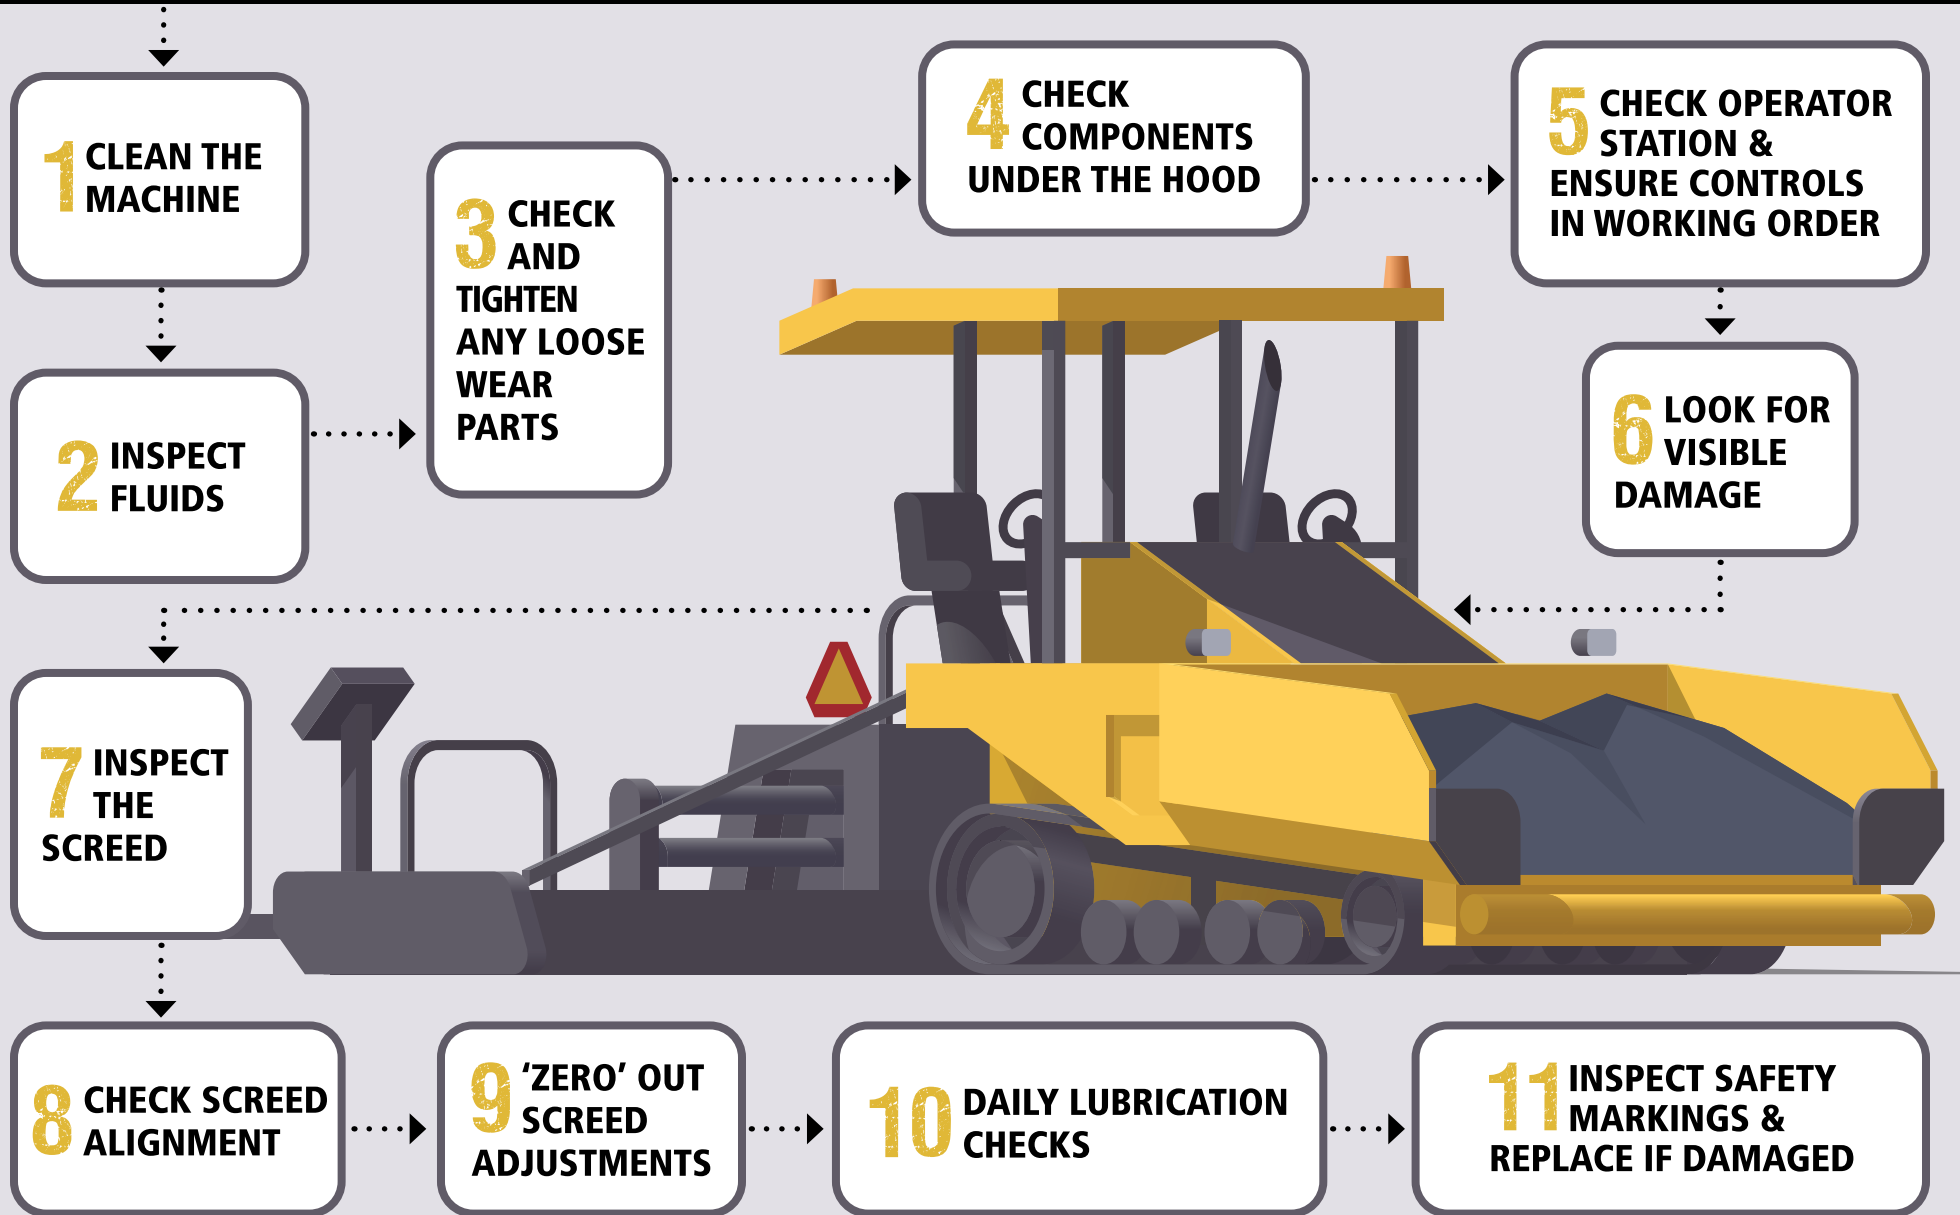 1 CLEAN THE
MACHINE
2 INSPECT
FLUIDS
3 CHECK
AND
TIGHTEN
ANY LOOSE
WEAR
PARTS
4 CHECK
COMPONENTS
UNDER THE HOOD
5 CHECK OPERATOR
STATION &
ENSURE CONTROLS
IN WORKING ORDER
6 LOOK FOR
VISIBLE
DAMAGE
7 INSPECT
THE
SCREED
8 CHECK SCREED
ALIGNMENT
9 ‘ZERO’ OUT
SCREED
ADJUSTMENTS
10 DAILY LUBRICATION
CHECKS
11 INSPECT SAFETY
MARKINGS &
REPLACE IF DAMAGED